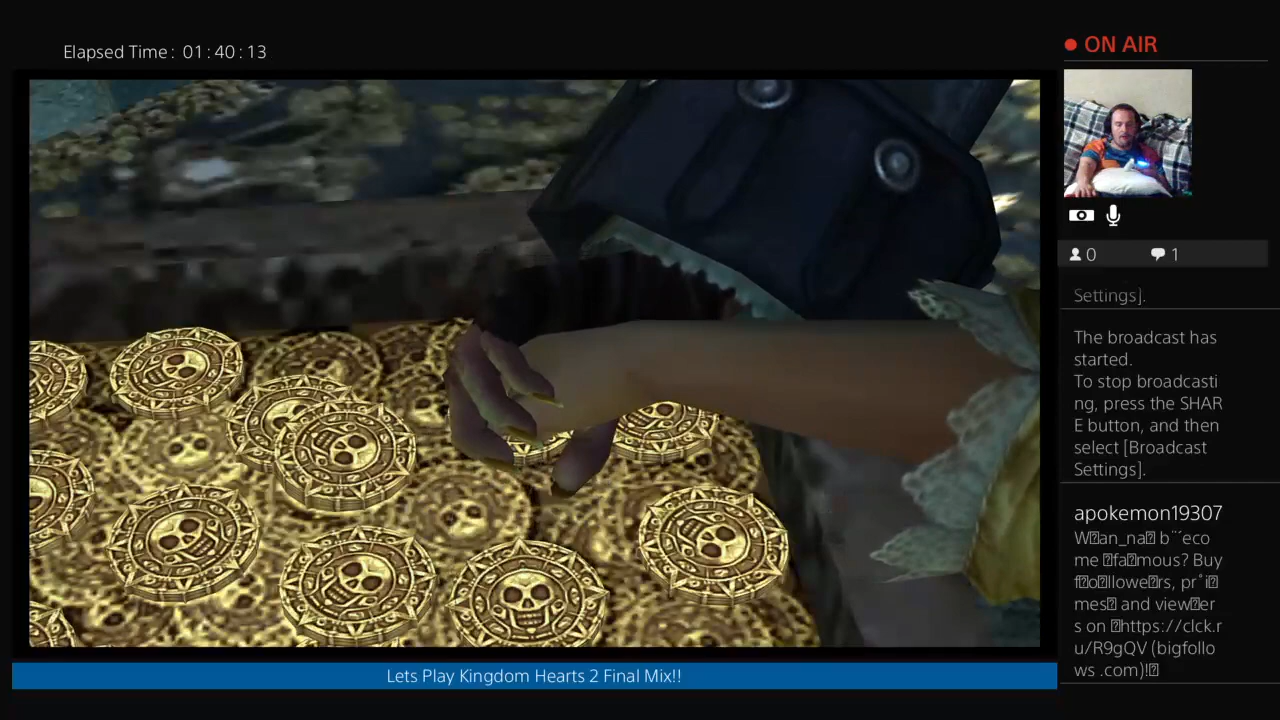 Elapsed Time: 01:40:13
ON AIR
0
1
Settings].
The broadcast has
started.
To stop broadcasti
ng, press the SHAR
E button, and then
select [Broadcast
Settings].
apokemon19307
W⍰an_na⍰ b¨eco
me ⍰fa⍰mous? Buy
f⍰o⍰llowe⍰rs, pr˚i⍰
mes⍰ and view⍰er
s on ⍰https://clck.r
u/R9gQV (bigfollo
ws .com)!⍰
Lets Play Kingdom Hearts 2 Final Mix!!